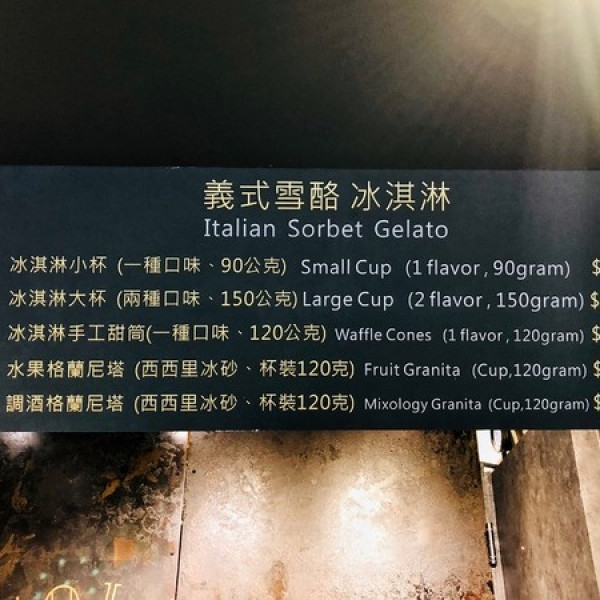 義式雪酪 冰淇淋
Italian Sorbet Gelato
冰淇淋小杯 (一種口味、90公克) Small Cup (1 flavor , 90gram) $
冰淇淋大杯 (兩種口味、150公克) Large Cup (2 flavor , 150gram) $
冰淇淋手工甜筒(一種口味、120公克) Waffle Cones (1 flavor , 120gram) $
水果格蘭尼塔 (西西里冰砂、杯裝120克) Fruit Granita (Cup,120gram) $
調酒格蘭尼塔 (西西里冰砂、杯裝120克) Mixology Granita (Cup,120gram) $